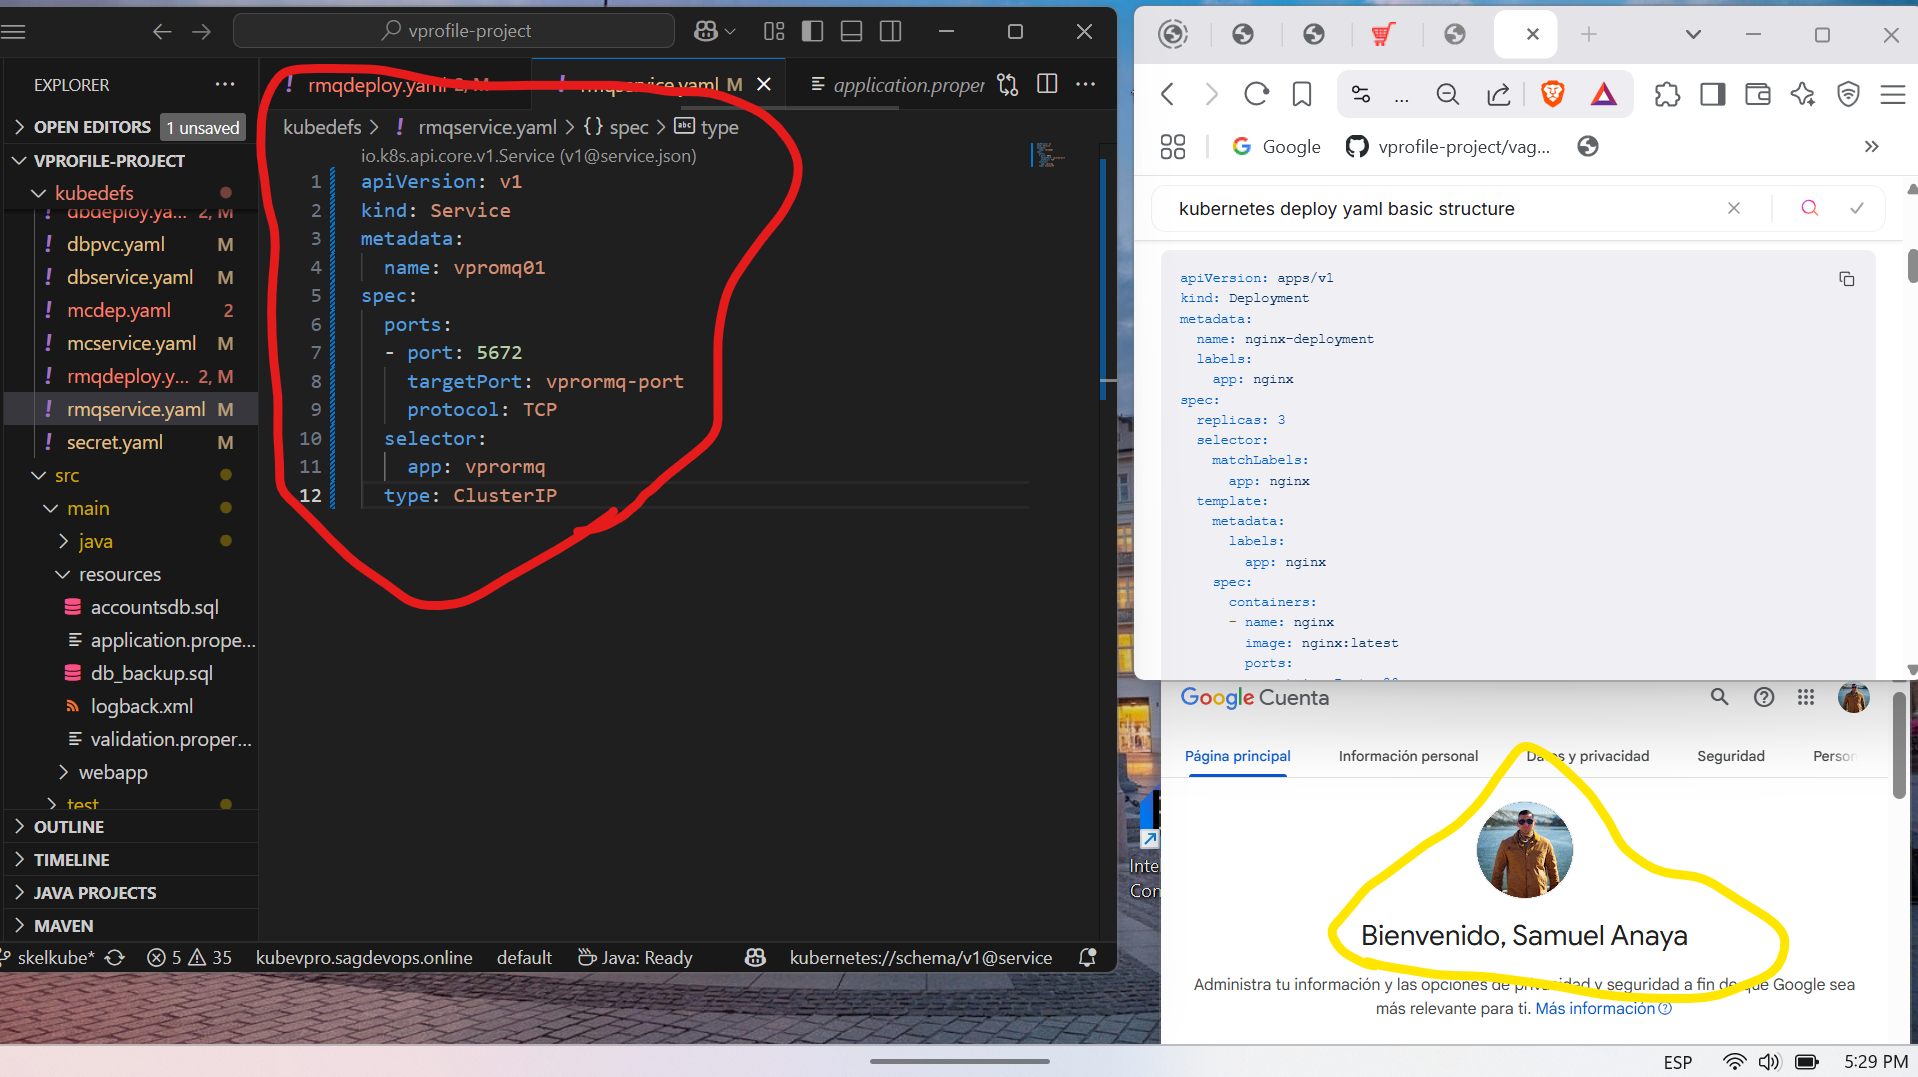 vprofile-project
EXPLORER
rmqdeploy.yaml 2, M
rmqservice.yaml M
application.proper
OPEN EDITORS
1 unsaved
kubedefs > ! rmqservice.yaml > {} spec > abc type
VPROFILE-PROJECT
io.k8s.api.core.v1.Service (v1@service.json)
kubedefs
dbdeploy.ya... 2, M
dbpvc.yaml M
dbservice.yaml M
mcdep.yaml 2
mcservice.yaml M
rmqdeploy.y... 2, M
rmqservice.yaml M
secret.yaml M
src
main
java
resources
accountsdb.sql
application.prope...
db_backup.sql
logback.xml
validation.proper...
webapp
test
OUTLINE
TIMELINE
JAVA PROJECTS
MAVEN
1 apiVersion: v1
2 kind: Service
3 metadata:
4 name: vpromq01
5 spec:
6 ports:
7 - port: 5672
8 targetPort: vprormq-port
9 protocol: TCP
10 selector:
11 app: vprormq
12 type: ClusterIP
skelkube* 5 35 kubevpro.sagdevops.online default Java: Ready kubernetes://schema/v1@service
Google
vprofile-project/vag...
kubernetes deploy yaml basic structure
apiVersion: apps/v1
kind: Deployment
metadata:
name: nginx-deployment
labels:
app: nginx
spec:
replicas: 3
selector:
matchLabels:
app: nginx
template:
metadata:
labels:
app: nginx
spec:
containers:
- name: nginx
image: nginx:latest
ports:
Google Cuenta
Página principal Información personal Datos y privacidad Seguridad Person
Bienvenido, Samuel Anaya
Administra tu información y las opciones de privacidad y seguridad a fin de que Google sea
más relevante para ti. Más información
Inte
Con
ESP 5:29 PM